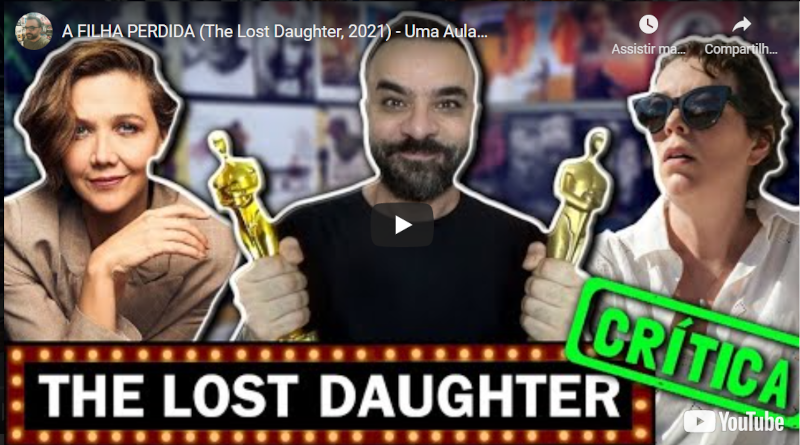 A FILHA PERDIDA (The Lost Daughter, 2021) - Uma Aula...
Assistir ma...
Compartilh...
CRÍTICA
THE LOST DAUGHTER
YouTube